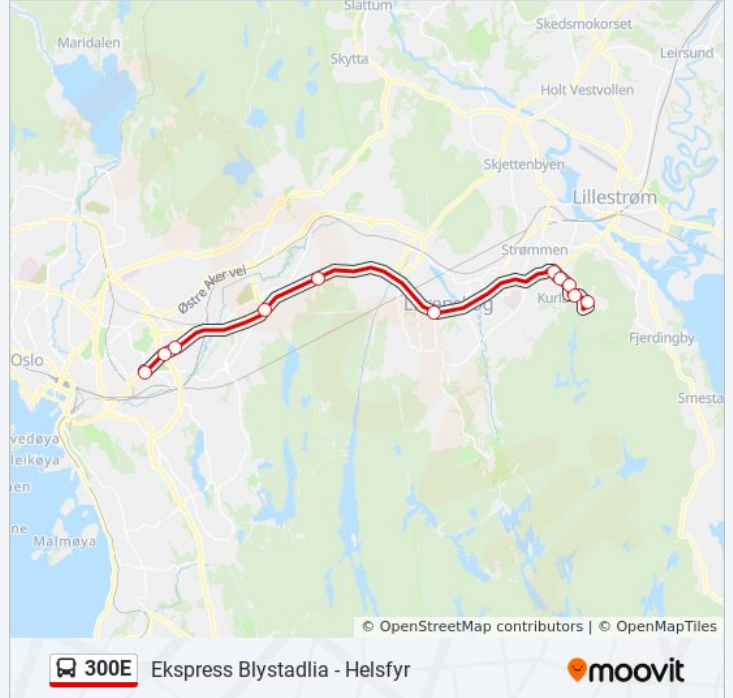 Slattum
Maridalen
Skedsmokorset
Leirsund
Skytta
Holt Vestvollen
Skjettenbyen
Lillestrøm
Strømmen
Østre Aker vei
Kurl
Fjerdingby
Oslo
Smesta
vedøya
leikøya
øen
ne
Malmøya
© OpenStreetMap contributors | © OpenMapTiles
300E Ekspress Blystadlia - Helsfyr moovit